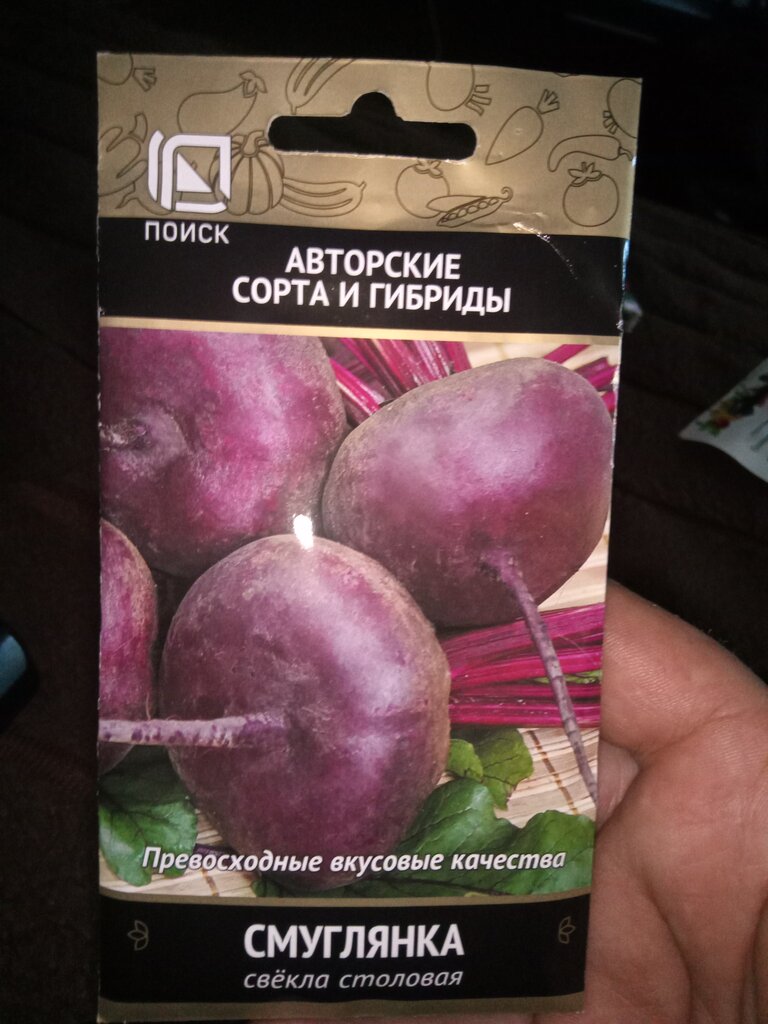 ПОИСК
АВТОРСКИЕ
СОРТА И ГИБРИДЫ
Превосходные вкусовые качества
СМУГЛЯНКА
свёкла столовая